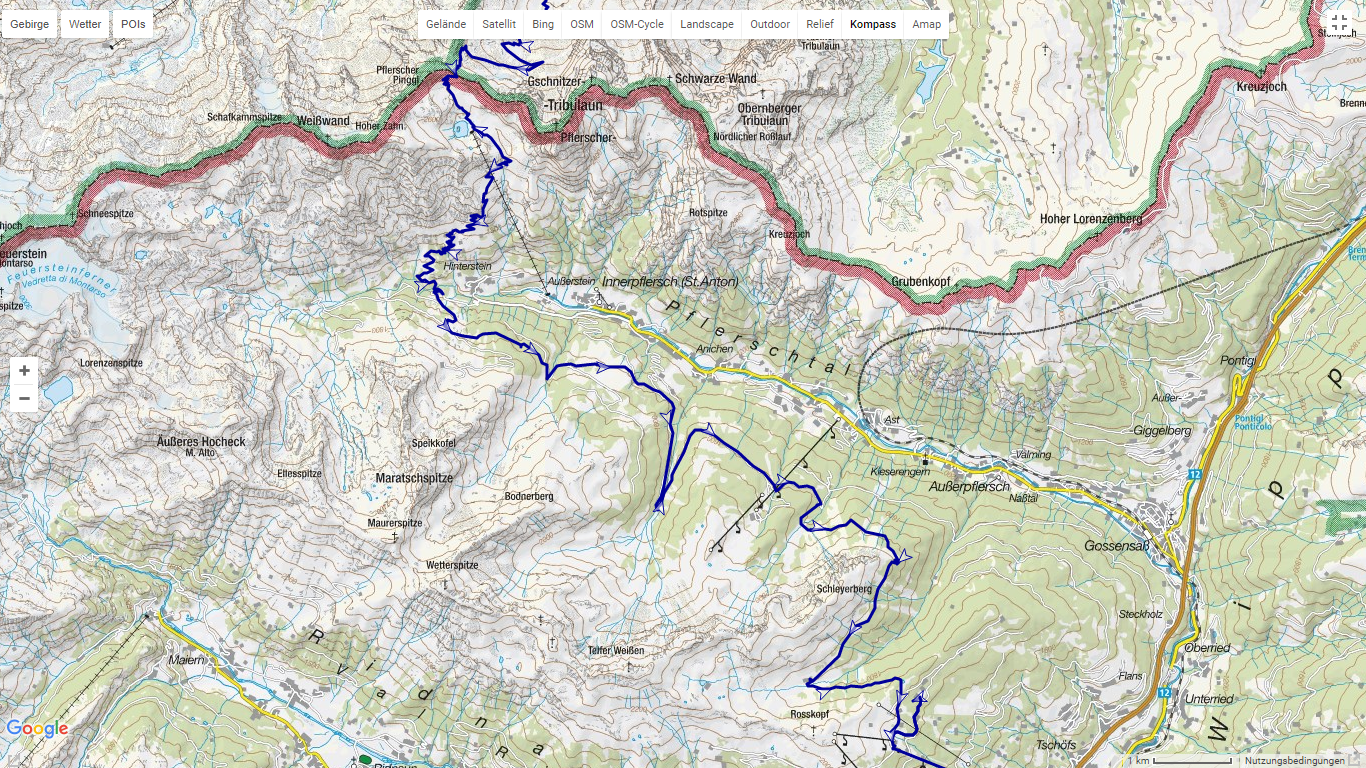 Gebirge Wetter POIs
Gelände Satellit Bing OSM OSM-Cycle Landscape Outdoor Relief Kompass Amap
Tribulaun
Pflerscher
Pinggl
Gschnitzer-
Schwarze Wand
Kreuzjoch
-Tribulaun
Obernberger
Tribulaun
Schafkammspitze
Weißwand
Hoher Zahn
Pflerscher-
Nördlicher Roßlauf
Schneespitze
Rotspitze
Hoher Lorenzenberg
Kreuzjoch
Feuersteinferner
Vedretta di Montarso
Hinterstein
Außerstein
Innerpflersch (St.Anton)
Grubenkopf
Pflerschtal
Anichen
Lorenzenspitze
Pontigl
Außer-
Giggelberg
Pontigl
Ponticolo
Ast
Äußeres Hocheck
M. Alto
Speikkofel
Ellesspitze
Maratschspitze
Bodnerberg
Kieserengern
Valming
Außerpflersch
Naßtal
12
Maurerspitze
Gossensaß
Wetterspitze
Schleyerberg
Steckholz
Telfer Weißen
Oberried
Maiern
Flans
12
Unterried
Rosskopf
Tschöfs
Google
1 km
Nutzungsbedingungen